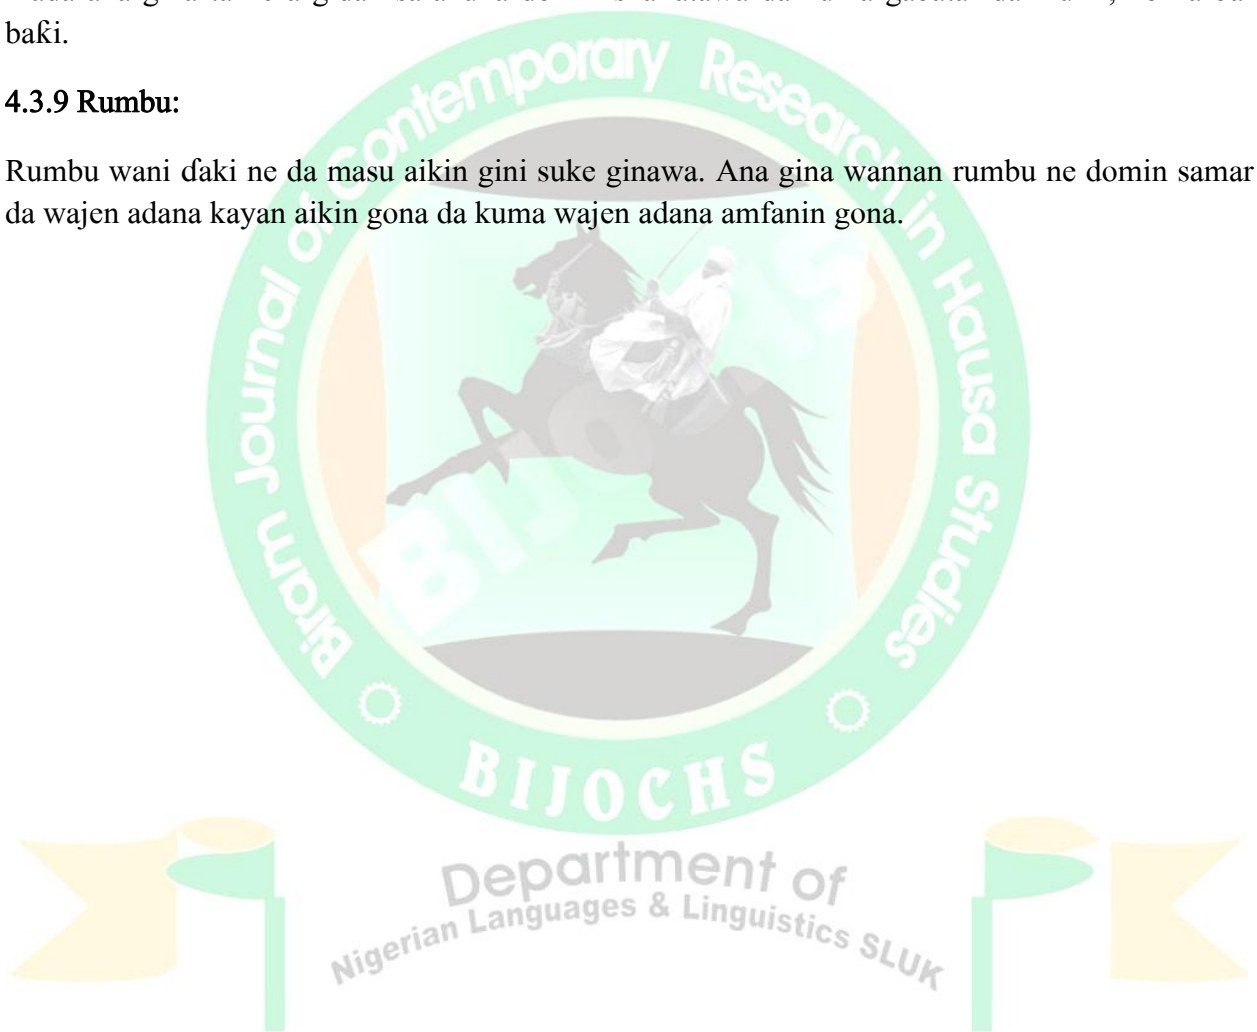 baƙi.
4.3.9 Rumbu:
Rumbu wani ɗaki ne da masu aikin gini suke ginawa. Ana gina wannan rumbu ne domin samar
da wajen adana kayan aikin gona da kuma wajen adana amfanin gona.
Biram Journal of Contemporary Research in Hausa Studies
BIJOCHS
BIJOCHS
Department of
Nigerian Languages & Linguistics SLUK